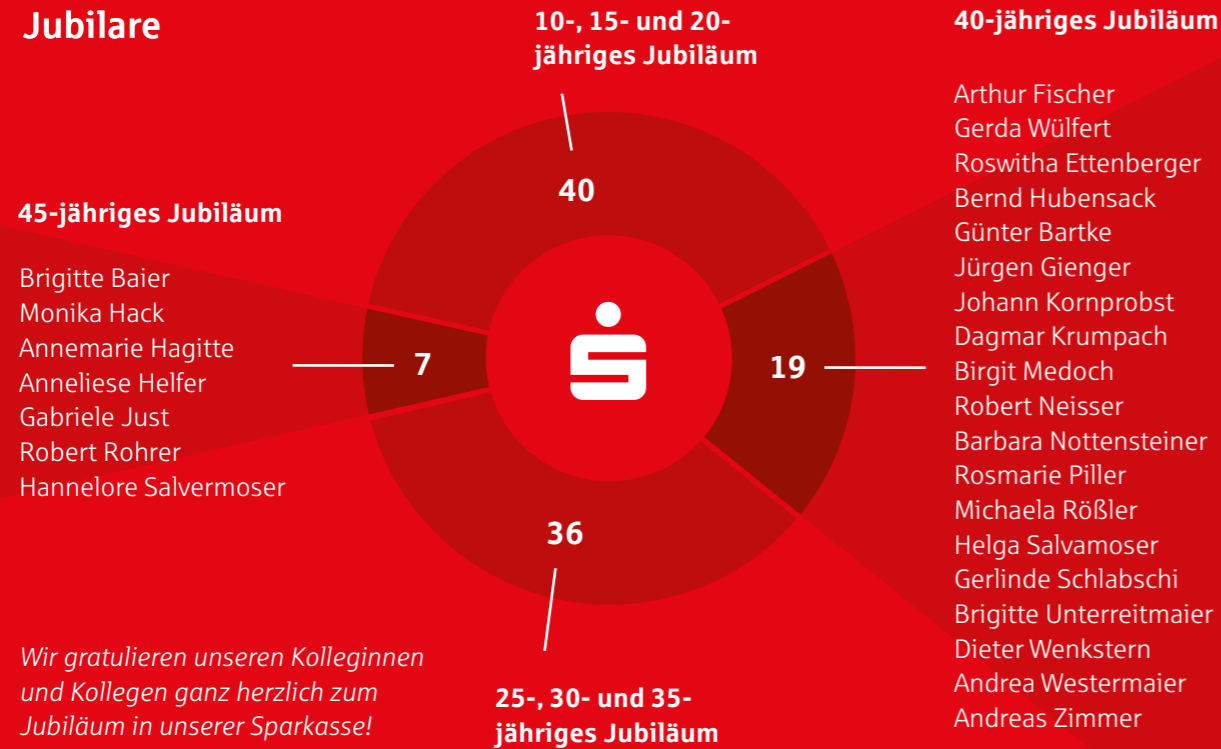 Jubilare
10-, 15- und 20-
jähriges Jubiläum
40
45-jähriges Jubiläum
Brigitte Baier
Monika Hack
Annemarie Hagitte
Anneliese Helfer
Gabriele Just
Robert Rohrer
Hannelore Salvermoser
7
40-jähriges Jubiläum
Arthur Fischer
Gerda Wülfert
Roswitha Ettenberger
Bernd Hubensack
Günter Bartke
Jürgen Gienger
Johann Kornprobst
Dagmar Krumpach
Birgit Medoch
Robert Neisser
Barbara Nottensteiner
Rosmarie Piller
Michaela Rößler
Helga Salvamoser
Gerlinde Schlabschi
Brigitte Unterreitmaier
Dieter Wenkstern
Andrea Westermaier
Andreas Zimmer
19
36
25-, 30- und 35-
jähriges Jubiläum
Wir gratulieren unseren Kolleginnen
und Kollegen ganz herzlich zum
Jubiläum in unserer Sparkasse!